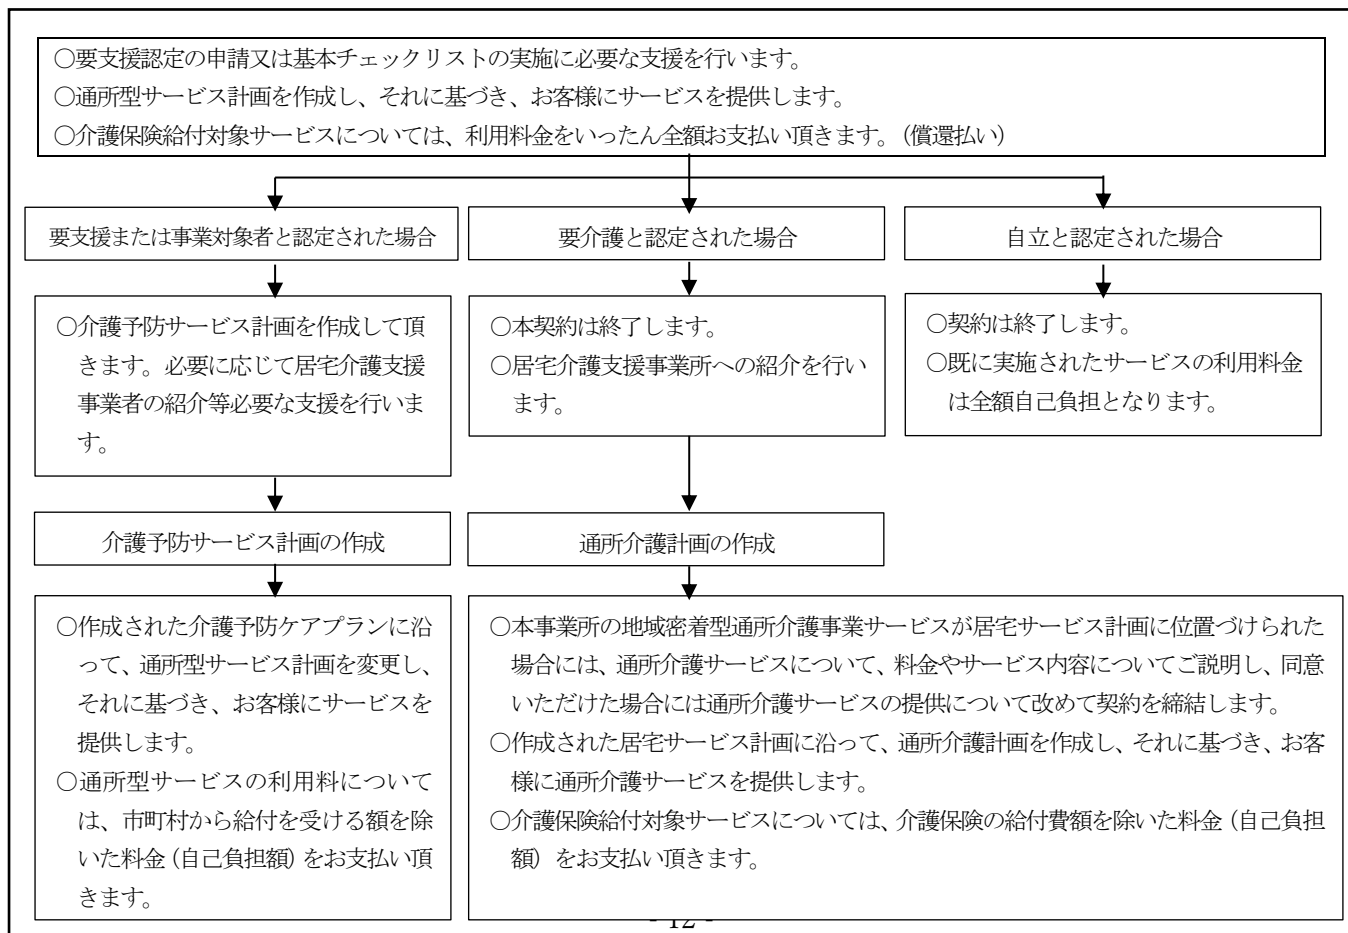 ○要支援認定の申請又は基本チェックリストの実施に必要な支援を行います。
○通所型サービス計画を作成し、それに基づき、お客様にサービスを提供します。
○介護保険給付対象サービスについては、利用料金をいったん全額お支払い頂きます。（償還払い）
要支援または事業対象者と認定された場合
要介護と認定された場合
自立と認定された場合
○介護予防サービス計画を作成して頂
きます。必要に応じて居宅介護支援
事業者の紹介等必要な支援を行いま
す。
○本契約は終了します。
○居宅介護支援事業所への紹介を行い
ます。
○契約は終了します。
○既に実施されたサービスの利用料金
は全額自己負担となります。
介護予防サービス計画の作成
通所介護計画の作成
○作成された介護予防ケアプランに沿
って、通所型サービス計画を変更し、
それに基づき、お客様にサービスを
提供します。
○通所型サービスの利用料について
は、市町村から給付を受ける額を除
いた料金（自己負担額）をお支払い頂
きます。
○本事業所の地域密着型通所介護事業サービスが居宅サービス計画に位置づけられた
場合には、通所介護サービスについて、料金やサービス内容についてご説明し、同意
いただけた場合には通所介護サービスの提供について改めて契約を締結します。
○作成された居宅サービス計画に沿って、通所介護計画を作成し、それに基づき、お客
様に通所介護サービスを提供します。
○介護保険給付対象サービスについては、介護保険の給付費額を除いた料金（自己負担
額）をお支払い頂きます。
- 12 -